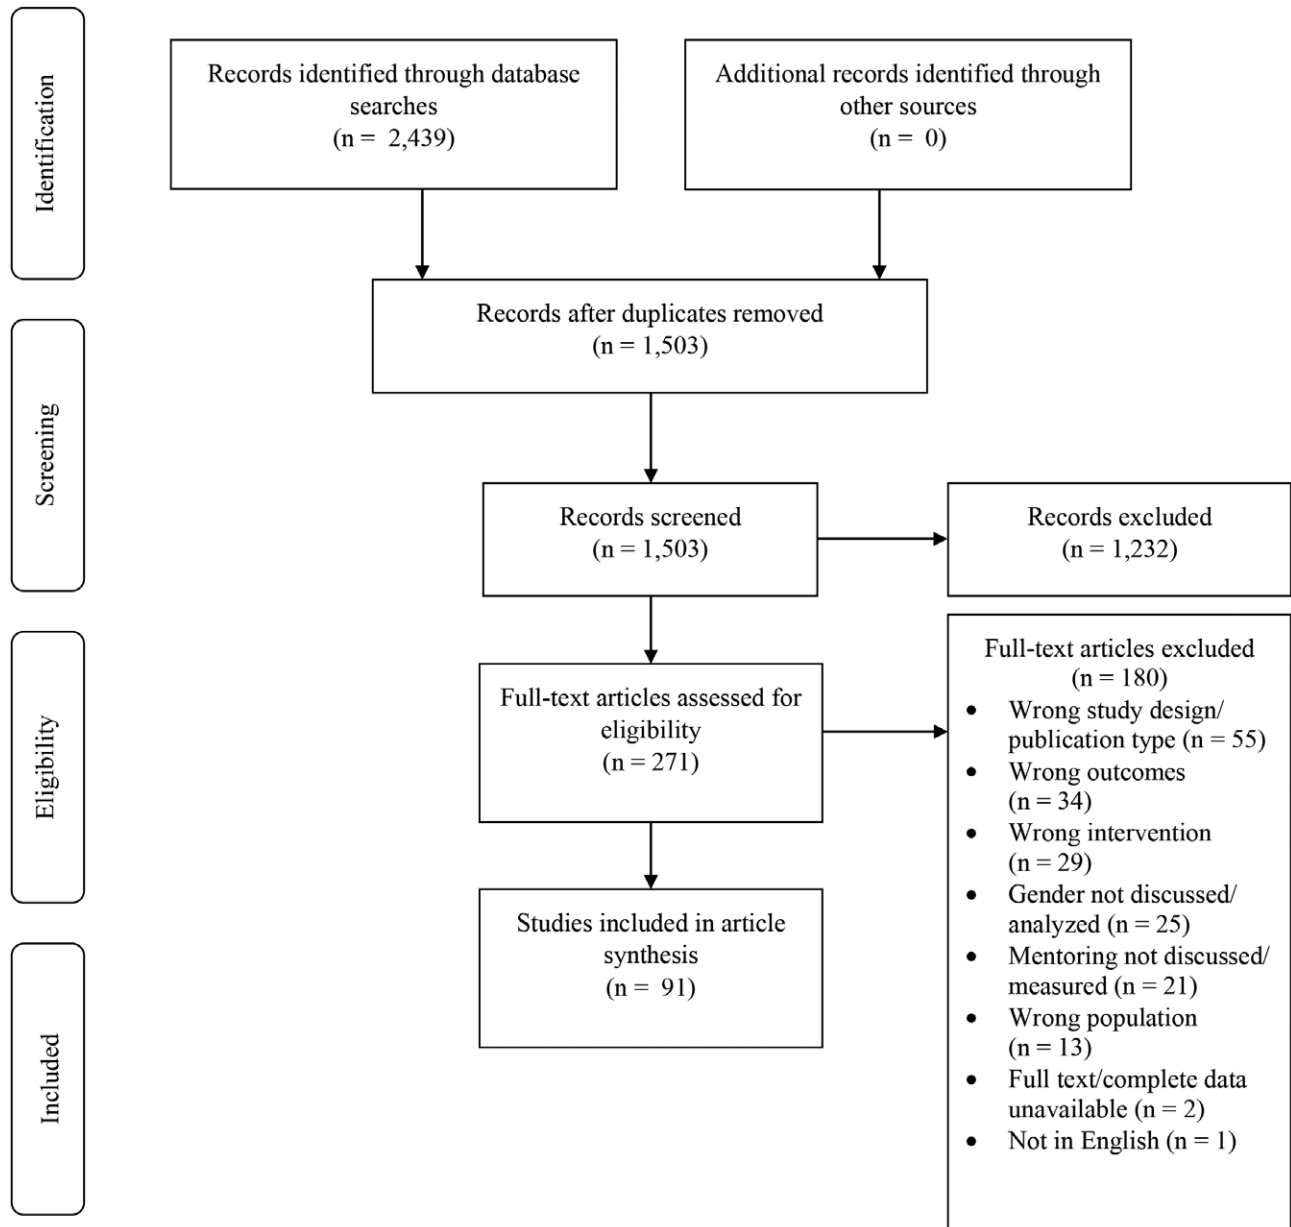 Identification
Records identified through database
searches
(n =  2,439)
Additional records identified through
other sources
(n =  0)
Records after duplicates removed
(n = 1,503)
Screening
Records screened
(n = 1,503)
Records excluded
(n = 1,232)
Eligibility
Full-text articles assessed for
eligibility
(n = 271)
Full-text articles excluded
(n = 180)
• Wrong study design/
publication type (n = 55)
• Wrong outcomes
(n = 34)
• Wrong intervention
(n = 29)
• Gender not discussed/
analyzed (n = 25)
• Mentoring not discussed/
measured (n = 21)
• Wrong population
(n = 13)
• Full text/complete data
unavailable (n = 2)
• Not in English (n = 1)
Included
Studies included in article
synthesis
(n =  91)